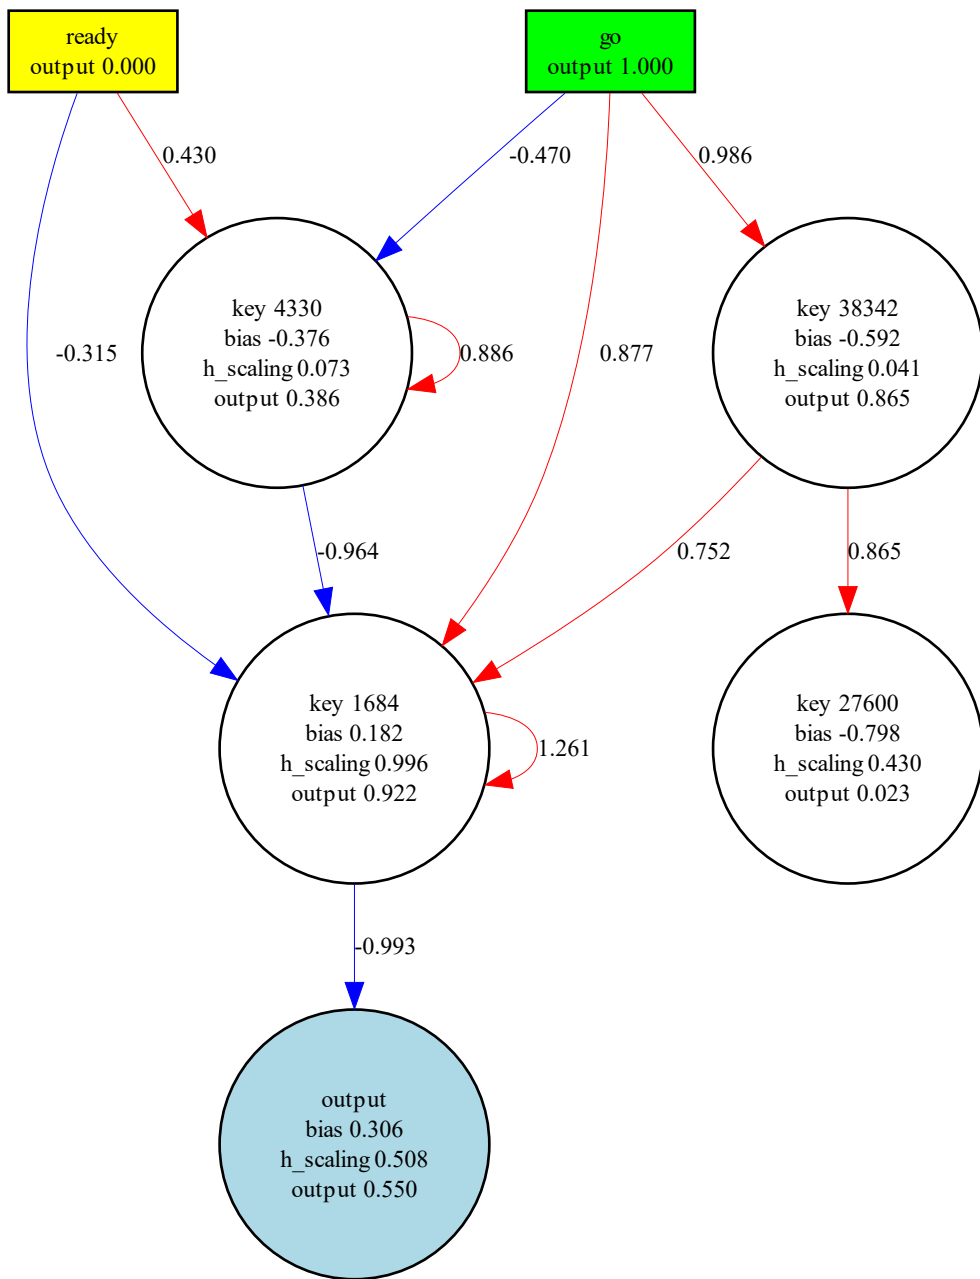 ready
output 0.000
go
output 1.000
0.430
-0.470
0.986
key 4330
bias -0.376
h_scaling 0.073
output 0.386
key 38342
bias -0.592
h_scaling 0.041
output 0.865
-0.315
0.886
0.877
-0.964
0.752
0.865
key 1684
bias 0.182
h_scaling 0.996
output 0.922
1.261
key 27600
bias -0.798
h_scaling 0.430
output 0.023
-0.993
output
bias 0.306
h_scaling 0.508
output 0.550